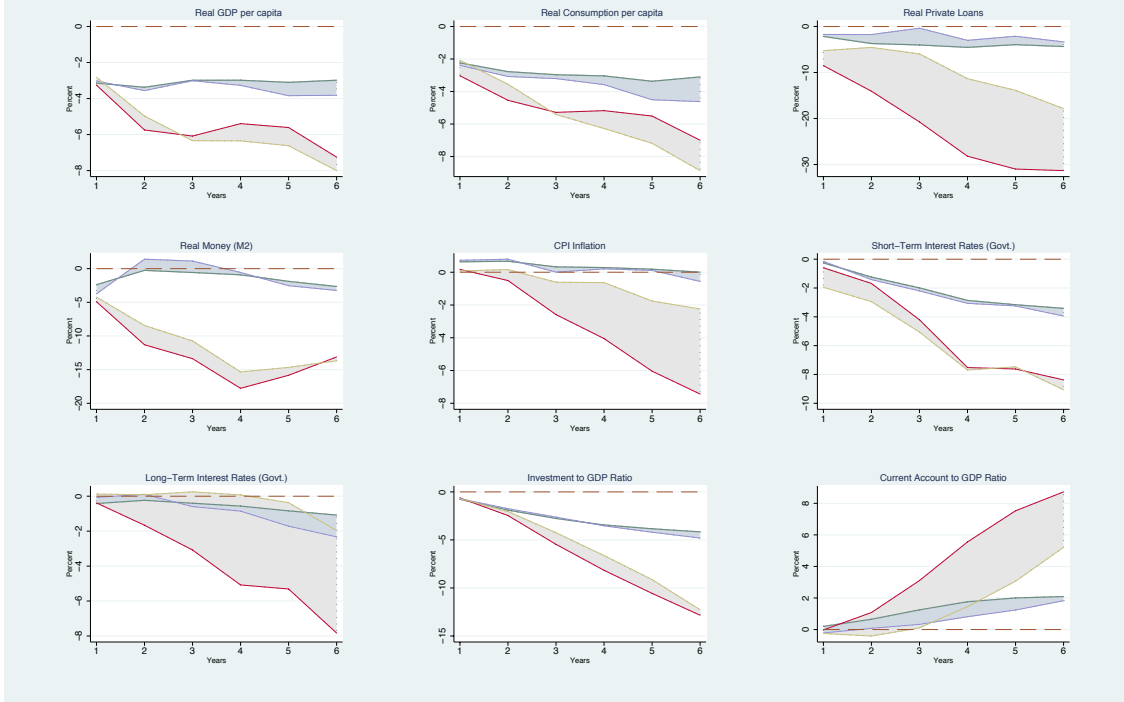 Real GDP per capita
Percent
0
−2
−4
−6
−8
1 2 3 4 5 6
Years
Real Consumption per capita
Percent
0
−2
−4
−6
−8
1 2 3 4 5 6
Years
Real Private Loans
Percent
0
−10
−20
−30
1 2 3 4 5 6
Years
Real Money (M2)
Percent
0
−5
−10
−15
−20
1 2 3 4 5 6
Years
CPI Inflation
Percent
0
−2
−4
−6
−8
1 2 3 4 5 6
Years
Short−Term Interest Rates (Govt.)
Percent
0
−2
−4
−6
−8
−10
1 2 3 4 5 6
Years
Long−Term Interest Rates (Govt.)
Percent
0
−2
−4
−6
−8
1 2 3 4 5 6
Years
Investment to GDP Ratio
Percent
0
−5
−10
−15
1 2 3 4 5 6
Years
Current Account to GDP Ratio
Percent
8
6
4
2
0
1 2 3 4 5 6
Years